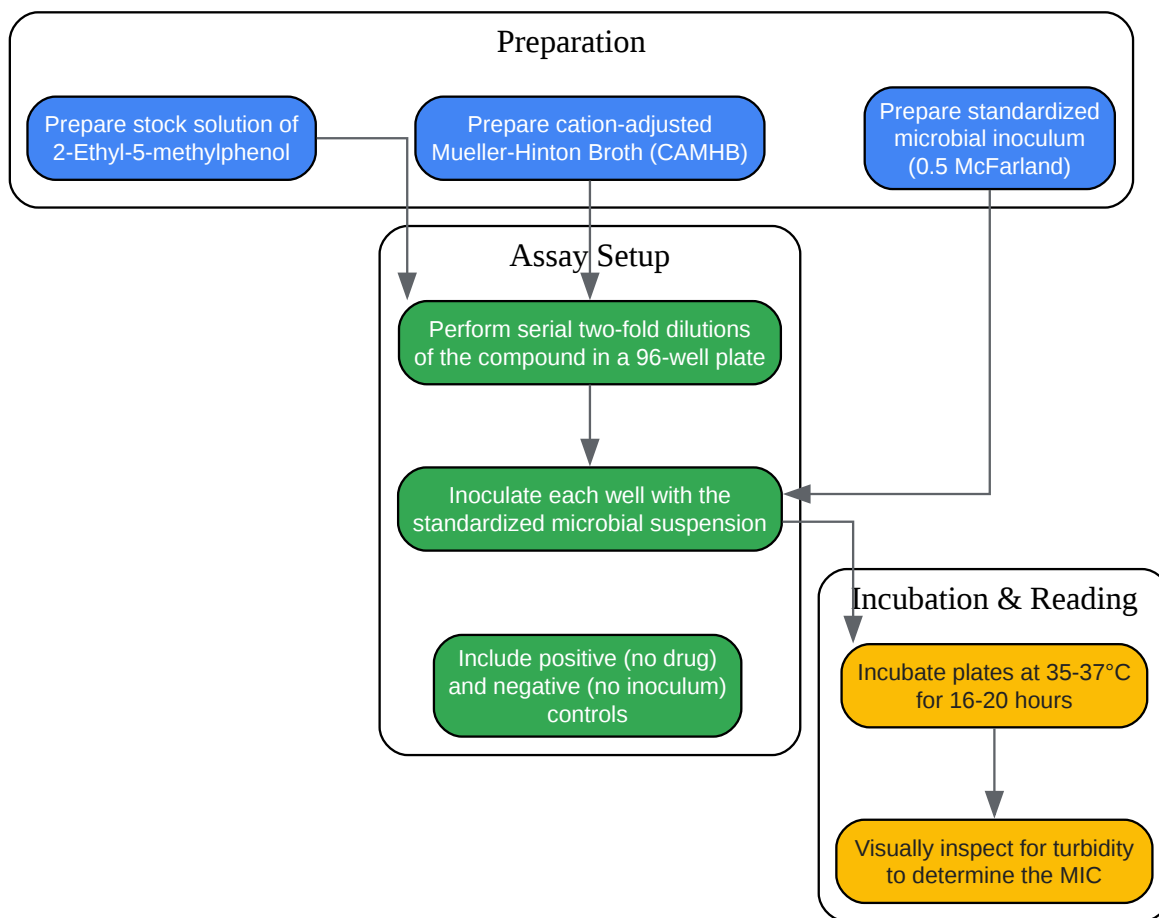 Preparation
Prepare stock solution of
2-Ethyl-5-methylphenol
Prepare cation-adjusted
Mueller-Hinton Broth (CAMHB)
Prepare standardized
microbial inoculum
(0.5 McFarland)
Assay Setup
Perform serial two-fold dilutions
of the compound in a 96-well plate
Inoculate each well with the
standardized microbial suspension
Include positive (no drug)
and negative (no inoculum)
controls
Incubation & Reading
Incubate plates at 35-37°C
for 16-20 hours
Visually inspect for turbidity
to determine the MIC